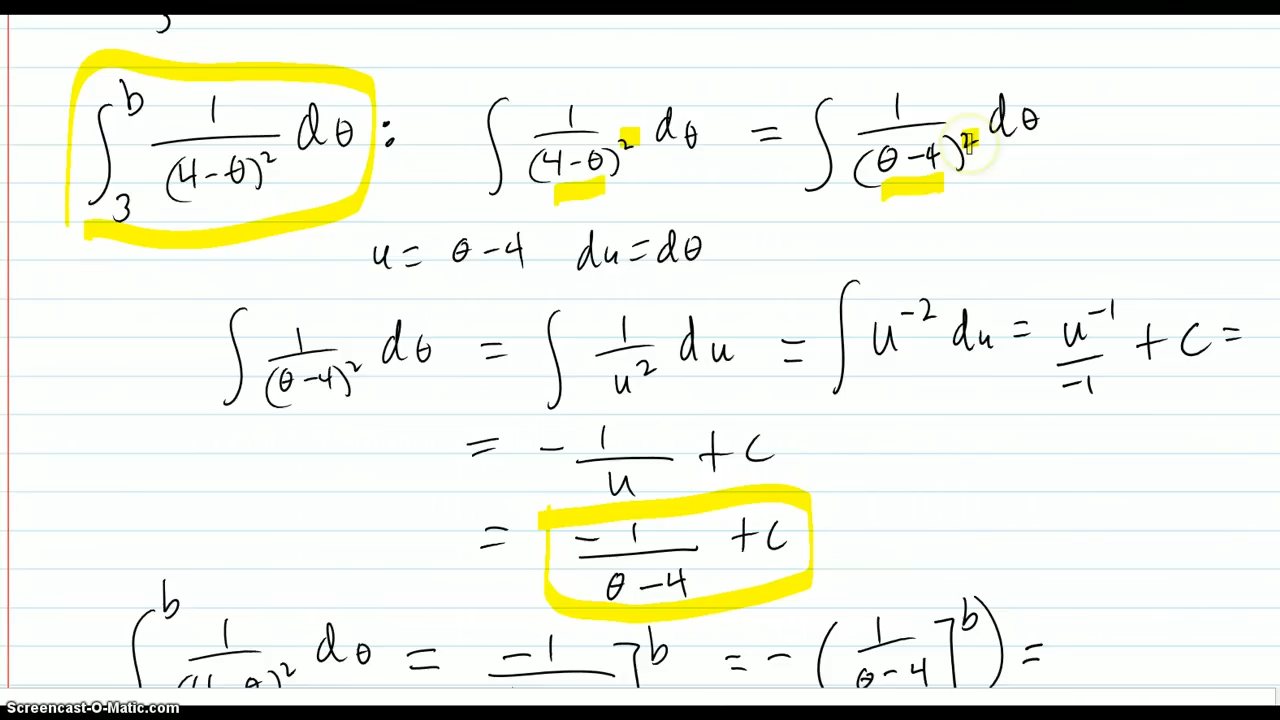 ∫₃ᵇ 1/(4-θ)² dθ : ∫ 1/(4-θ)² dθ = ∫ 1/(θ-4)² dθ
u = θ-4 du = dθ
∫ 1/(θ-4)² dθ = ∫ 1/u² du = ∫ u⁻² du = u⁻¹/-1 + C =
= - 1/u + C
= -1/(θ-4) + C
∫ᵇ 1/(4-θ)² dθ = -1/ ]ᵇ = - ( 1/(θ-4) ]ᵇ ) =
Screencast-O-Matic.com